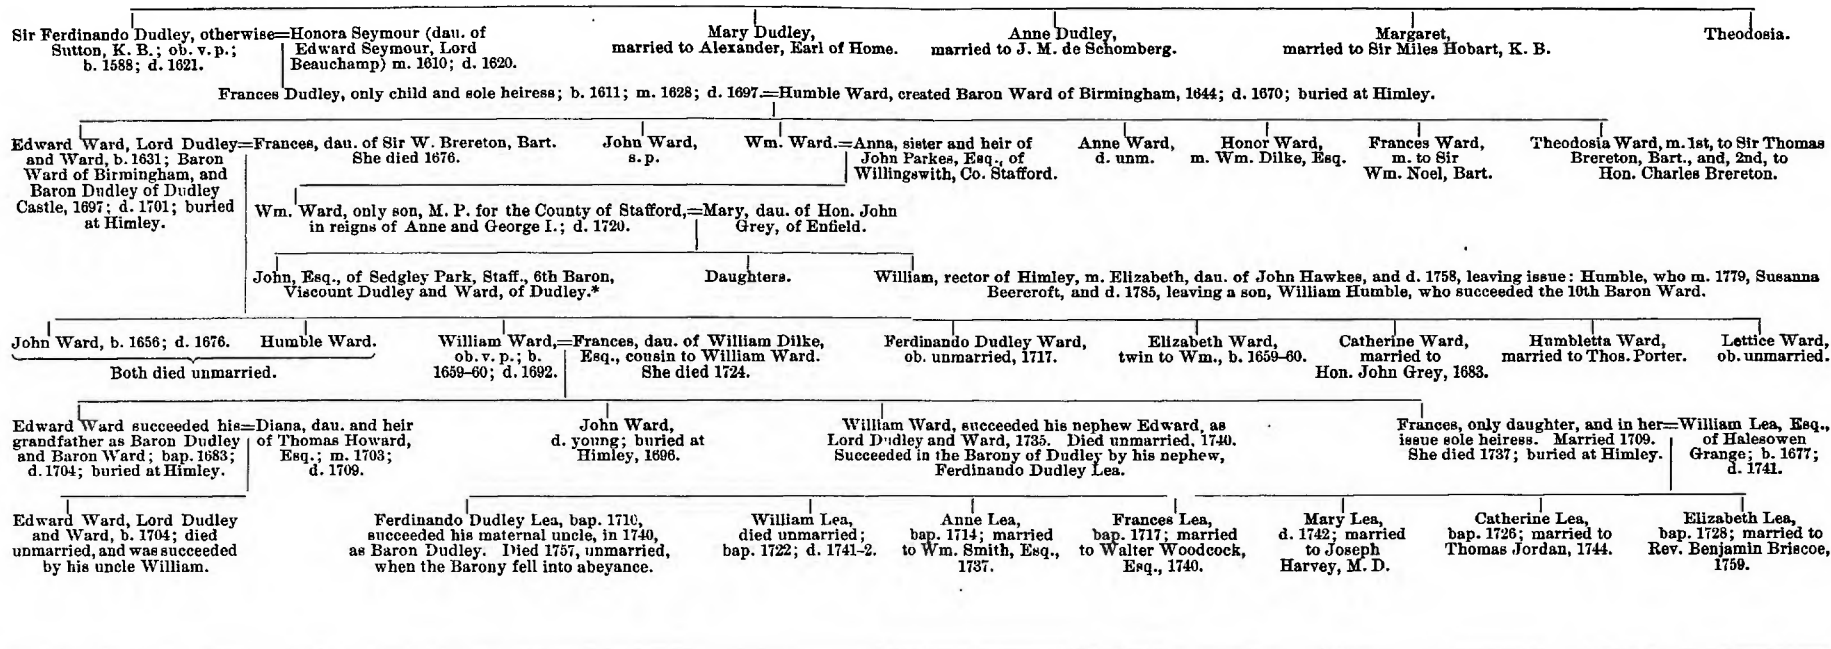 Sir Ferdinando Dudley, otherwise=Honora Seymour (dau. of
Sutton, K. B.; ob. v. p.; Edward Seymour, Lord
b. 1588; d. 1621. Beauchamp) m. 1610; d. 1620.
Mary Dudley,
married to Alexander, Earl of Home.
Anne Dudley,
married to J. M. de Schomberg.
Margaret,
married to Sir Miles Hobart, K. B.
Theodosia.
Frances Dudley, only child and sole heiress; b. 1611; m. 1628; d. 1697.=Humble Ward, created Baron Ward of Birmingham, 1644; d. 1670; buried at Himley.
Edward Ward, Lord Dudley=Frances, dau. of Sir W. Brereton, Bart.
and Ward, b. 1631; Baron She died 1676.
Ward of Birmingham, and
Baron Dudley of Dudley
Castle, 1697; d. 1701; buried
at Himley.
John Ward,
s. p.
Wm. Ward.=Anna, sister and heir of
John Parkes, Esq., of
Willingswith, Co. Stafford.
Anne Ward,
d. unm.
Honor Ward,
m. Wm. Dilke, Esq.
Frances Ward,
m. to Sir
Wm. Noel, Bart.
Theodosia Ward, m. 1st, to Sir Thomas
Brereton, Bart., and, 2nd, to
Hon. Charles Brereton.
Wm. Ward, only son, M. P. for the County of Stafford,=Mary, dau. of Hon. John
in reigns of Anne and George I.; d. 1720. Grey, of Enfield.
John, Esq., of Sedgley Park, Staff., 6th Baron,
Viscount Dudley and Ward, of Dudley.*
Daughters.
William, rector of Himley, m. Elizabeth, dau. of John Hawkes, and d. 1758, leaving issue: Humble, who m. 1779, Susanna
Beercroft, and d. 1785, leaving a son, William Humble, who succeeded the 10th Baron Ward.
John Ward, b. 1656; d. 1676. Humble Ward.
Both died unmarried.
William Ward,=Frances, dau. of William Dilke,
ob. v. p.; b. Esq., cousin to William Ward.
1659-60; d. 1692. She died 1724.
Ferdinando Dudley Ward,
ob. unmarried, 1717.
Elizabeth Ward,
twin to Wm., b. 1659-60.
Catherine Ward,
married to
Hon. John Grey, 1683.
Humbletta Ward,
married to Thos. Porter.
Lettice Ward,
ob. unmarried.
Edward Ward succeeded his=Diana, dau. and heir
grandfather as Baron Dudley of Thomas Howard,
and Baron Ward; bap. 1683; Esq.; m. 1703;
d. 1704; buried at Himley. d. 1709.
John Ward,
d. young; buried at
Himley, 1696.
William Ward, succeeded his nephew Edward, as
Lord Dudley and Ward, 1735. Died unmarried, 1740.
Succeeded in the Barony of Dudley by his nephew,
Ferdinando Dudley Lea.
Frances, only daughter, and in her=William Lea, Esq.,
issue sole heiress. Married 1709. of Halesowen
She died 1737; buried at Himley. Grange; b. 1677;
d. 1741.
Edward Ward, Lord Dudley
and Ward, b. 1704; died
unmarried, and was succeeded
by his uncle William.
Ferdinando Dudley Lea, bap. 1710,
succeeded his maternal uncle, in 1740,
as Baron Dudley. Died 1757, unmarried,
when the Barony fell into abeyance.
William Lea,
died unmarried;
bap. 1722; d. 1741-2.
Anne Lea,
bap. 1714; married
to Wm. Smith, Esq.,
1737.
Frances Lea,
bap. 1717; married
to Walter Woodcock,
Esq., 1740.
Mary Lea,
d. 1742; married
to Joseph
Harvey, M. D.
Catherine Lea,
bap. 1726; married to
Thomas Jordan, 1744.
Elizabeth Lea,
bap. 1728; married to
Rev. Benjamin Briscoe,
1759.